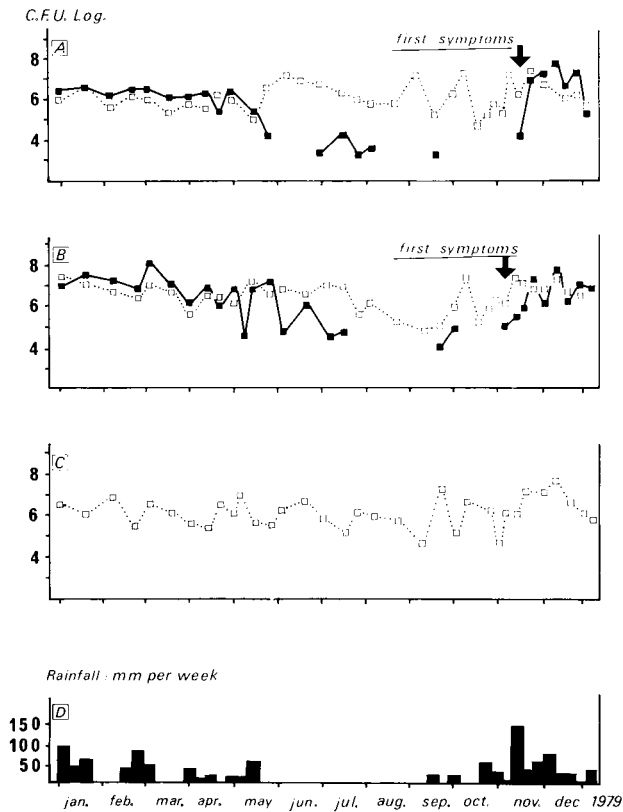 C.F.U. Log.
first symptoms
A
8
6
4
first symptoms
B
8
6
4
C
8
6
4
Rainfall : mm per week
D
150
100
50
jan. feb. mar. apr. may jun. jul. aug. sep. oct. nov. dec 1979